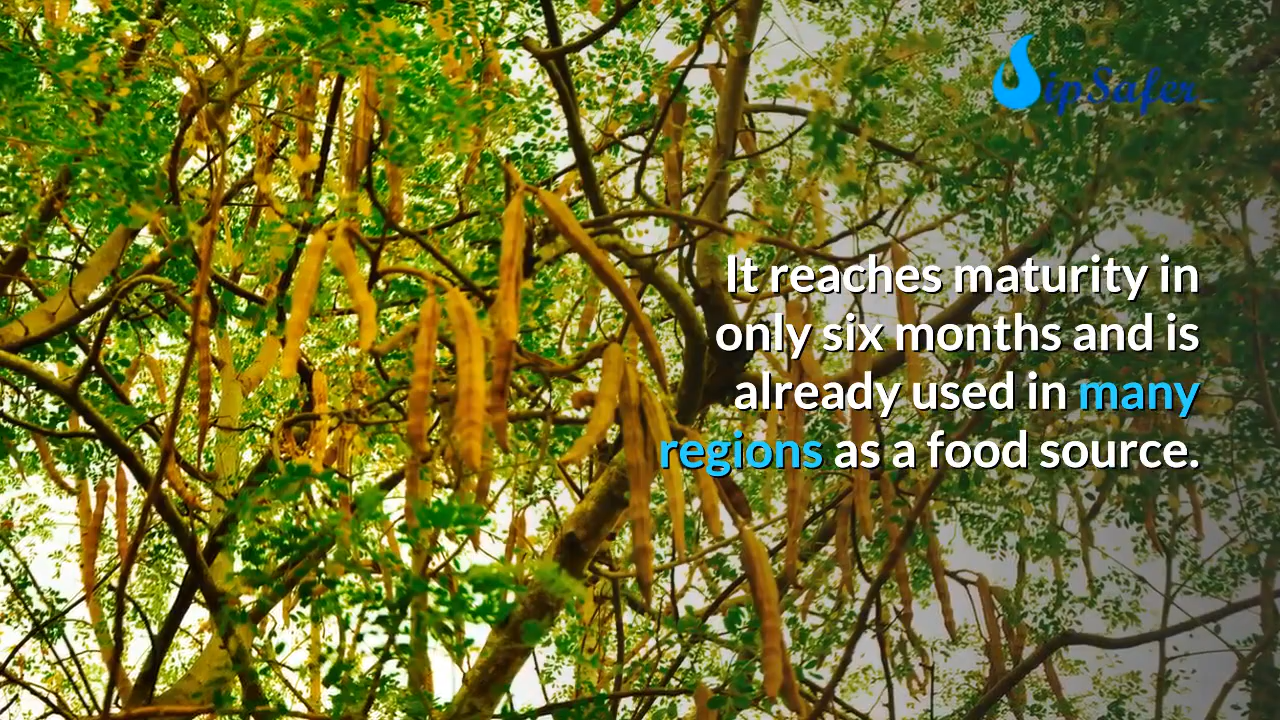 SipSafer
It reaches maturity in
only six months and is
already used in many
regions as a food source.